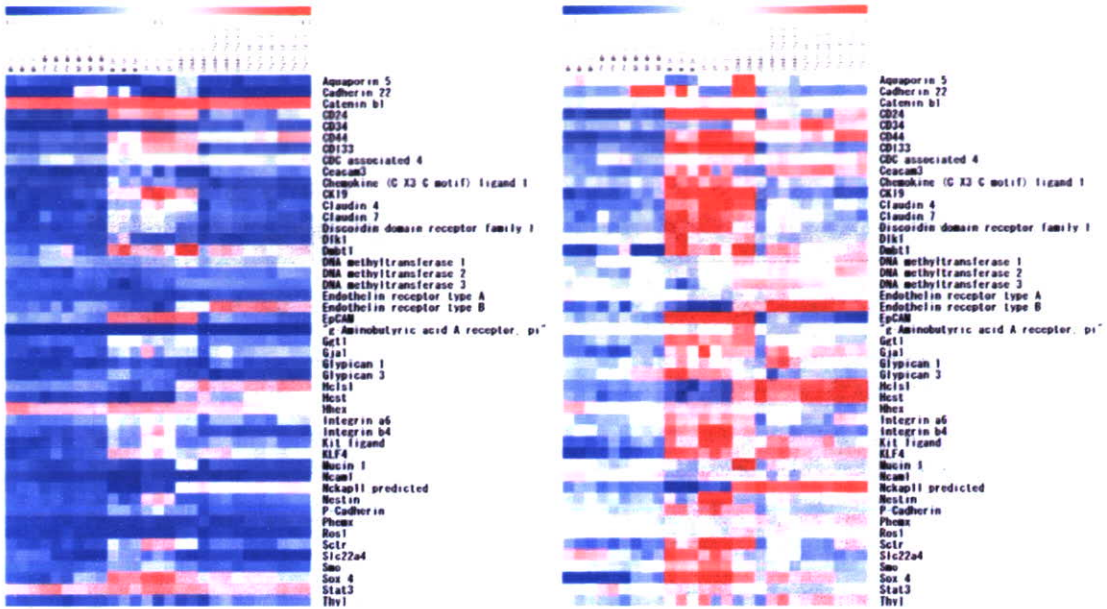 Aquaporin 5
Cadherin 22
Catenin b1
CD24
CD34
CD44
CD133
CDC associated 4
Ceacam3
Chemokine (C X3 C motif) ligand 1
CK19
Claudin 4
Claudin 7
Discoidin domain receptor family 1
Dlk1
Dmbt1
DNA methyltransferase 1
DNA methyltransferase 2
DNA methyltransferase 3
Endothelin receptor type A
Endothelin receptor type B
EpCAM
"g Aminobutyric acid A receptor, pi"
Ggt1
Gja1
Glypican 1
Glypican 3
Hcls1
Hcst
Hhex
Integrin a6
Integrin b4
Kit ligand
KLF4
Mucin 1
Ncam1
Nckap1l predicted
Nestin
P Cadherin
Phemx
Ros1
Sctr
Slc22a4
Smo
Sox 4
Stat3
Thy1
Aquaporin 5
Cadherin 22
Catenin b1
CD24
CD34
CD44
CD133
CDC associated 4
Ceacam3
Chemokine (C X3 C motif) ligand 1
CK19
Claudin 4
Claudin 7
Discoidin domain receptor family 1
Dlk1
Dmbt1
DNA methyltransferase 1
DNA methyltransferase 2
DNA methyltransferase 3
Endothelin receptor type A
Endothelin receptor type B
EpCAM
"g Aminobutyric acid A receptor, pi"
Ggt1
Gja1
Glypican 1
Glypican 3
Hcls1
Hcst
Hhex
Integrin a6
Integrin b4
Kit ligand
KLF4
Mucin 1
Ncam1
Nckap1l predicted
Nestin
P Cadherin
Phemx
Ros1
Sctr
Slc22a4
Smo
Sox 4
Stat3
Thy1